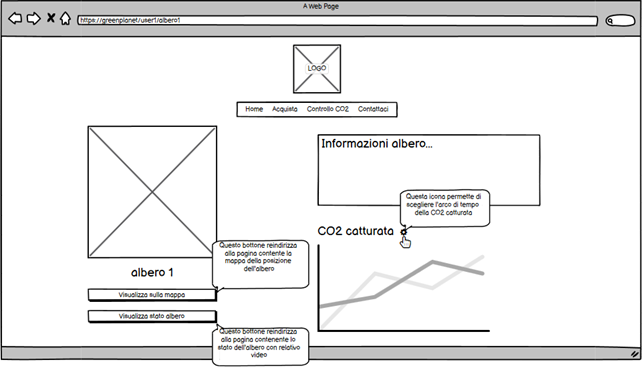 A Web Page
https://greenplanet/user1/albero1
LOGO
Home Acquista Controllo CO2 Contattaci
Informazioni albero...
Questa icona permette di
scegliere l'arco di tempo
della CO2 catturata
CO2 catturata
albero 1
Questo bottone reindirizza
alla pagina contente la
mappa della posizione
dell'albero
Visualizza sulla mappa
Visualizza stato albero
Questo bottone reindirizza
alla pagina contenente lo
stato dell'albero con relativo
video